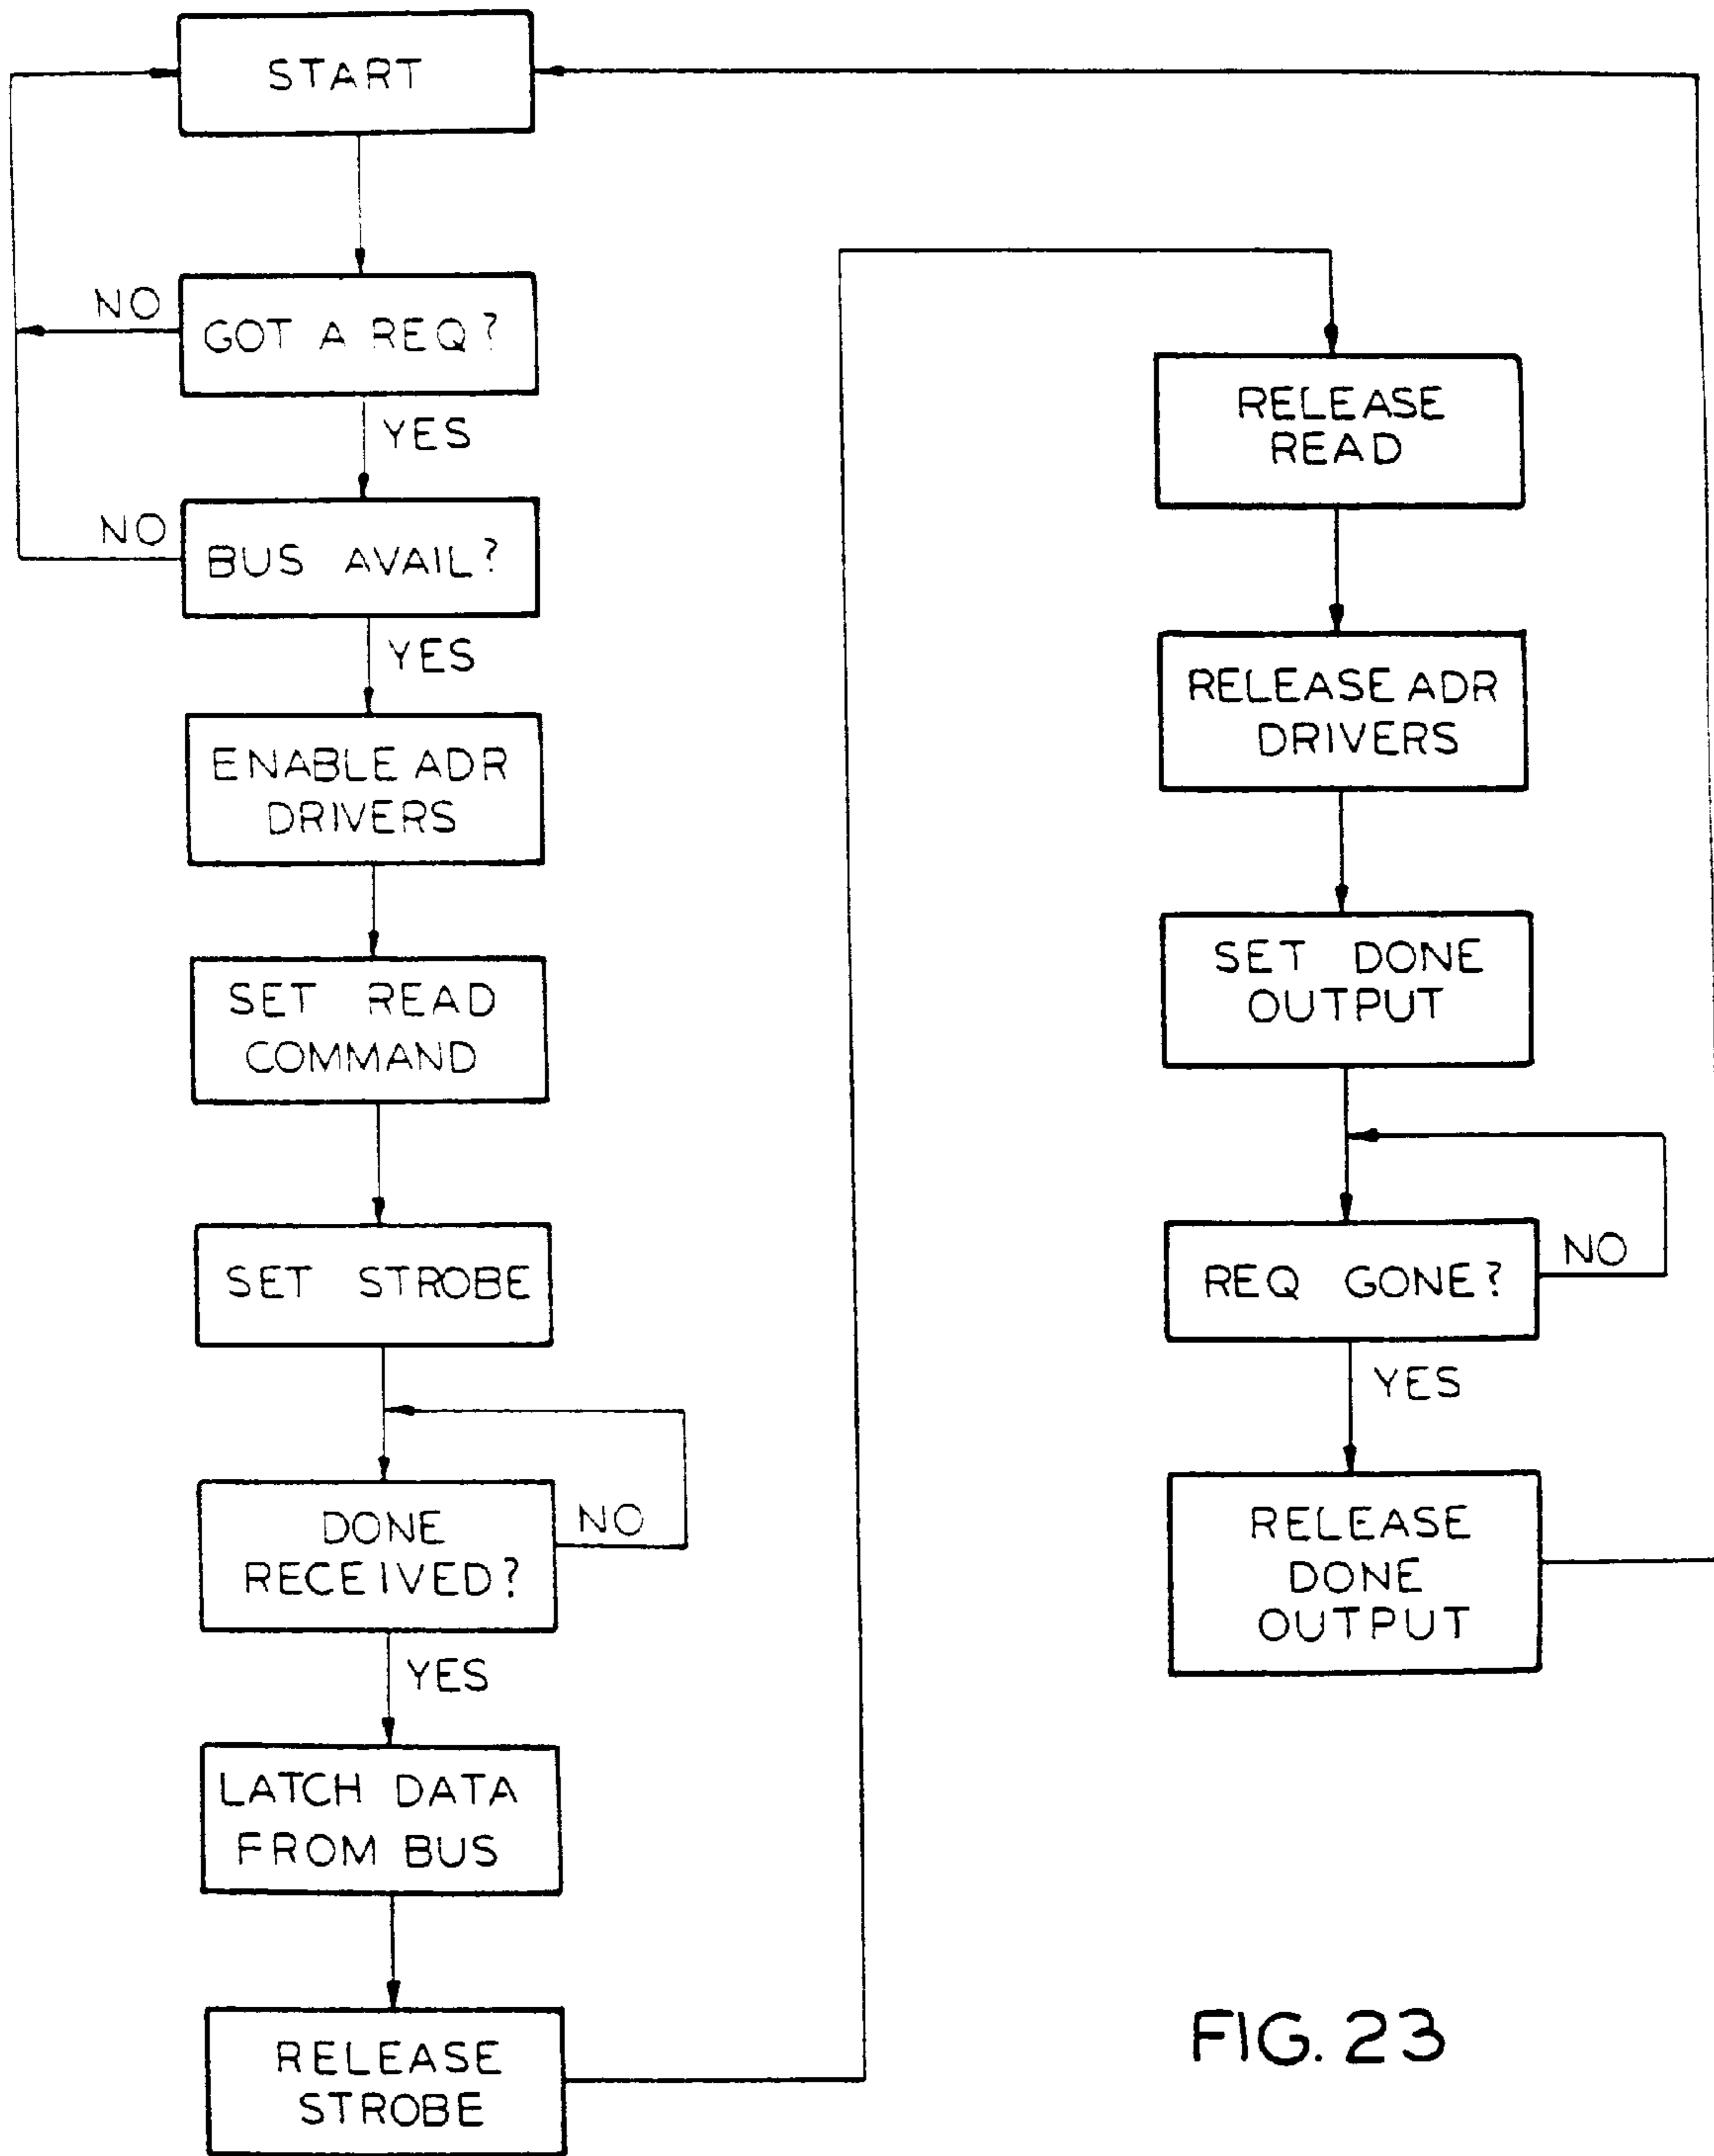 START
NO
GOT A REQ?
YES
NO
BUS AVAIL?
YES
ENABLE ADR
DRIVERS
SET READ
COMMAND
SET STROBE
DONE
RECEIVED?
NO
YES
LATCH DATA
FROM BUS
RELEASE
STROBE
RELEASE
READ
RELEASE ADR
DRIVERS
SET DONE
OUTPUT
REQ GONE?
NO
YES
RELEASE
DONE
OUTPUT
FIG. 23